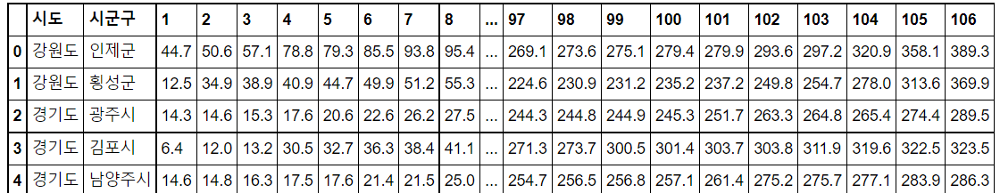 시도 시군구 1 2 3 4 5 6 7 8 ... 97 98 99 100 101 102 103 104 105 106
0 강원도 인제군 44.7 50.6 57.1 78.8 79.3 85.5 93.8 95.4 ... 269.1 273.6 275.1 279.4 279.9 293.6 297.2 320.9 358.1 389.3
1 강원도 횡성군 12.5 34.9 38.9 40.9 44.7 49.9 51.2 55.3 ... 224.6 230.9 231.2 235.2 237.2 249.8 254.7 278.0 313.6 369.9
2 경기도 광주시 14.3 14.6 15.3 17.6 20.6 22.6 26.2 27.5 ... 244.3 244.8 244.9 245.3 251.7 263.3 264.8 265.4 274.4 289.5
3 경기도 김포시 6.4 12.0 13.2 30.5 32.7 36.3 38.4 41.1 ... 271.3 273.7 300.5 301.4 303.7 303.8 311.9 319.6 322.5 323.5
4 경기도 남양주시 14.6 14.8 16.3 17.5 17.6 21.4 21.5 25.0 ... 254.7 256.5 256.8 257.1 261.4 275.2 275.7 277.1 283.9 286.3